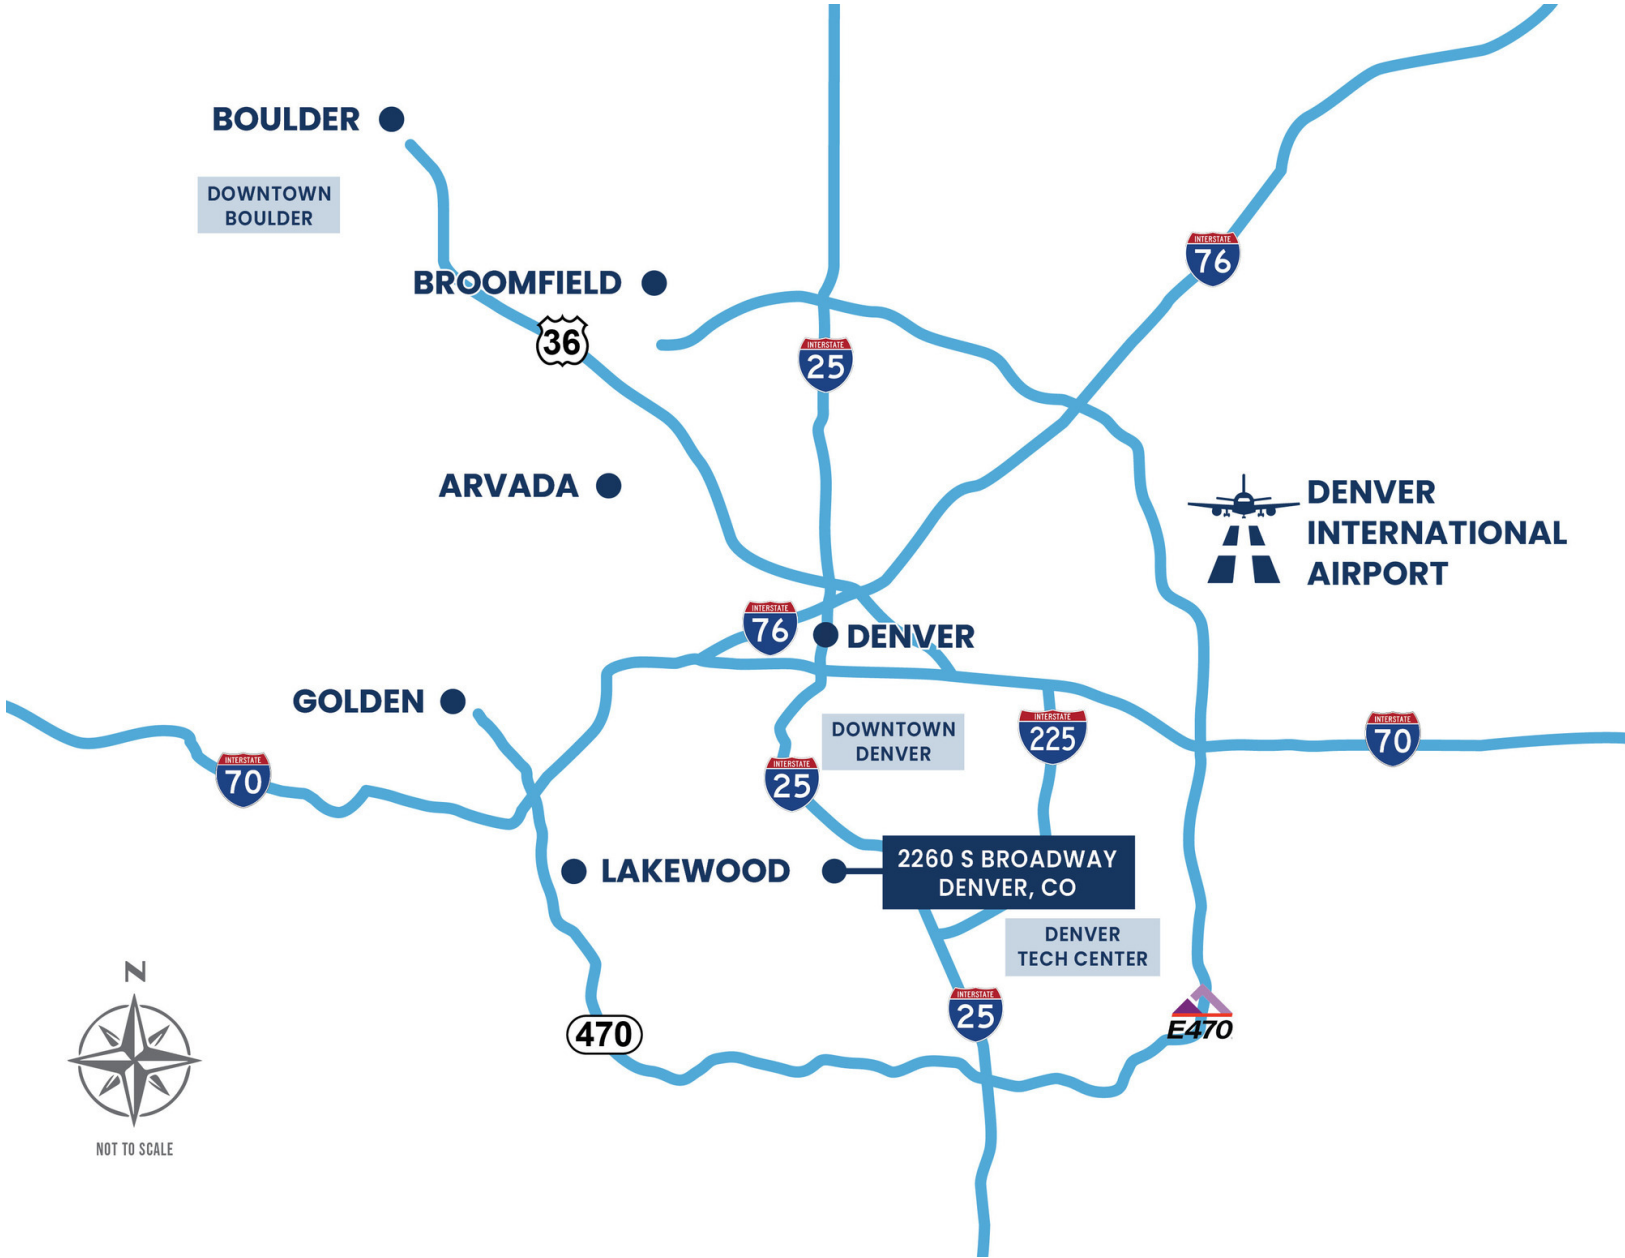 BOULDER
DOWNTOWN
BOULDER
BROOMFIELD
INTERSTATE
76
36
INTERSTATE
25
ARVADA
DENVER
INTERNATIONAL
AIRPORT
INTERSTATE
76
DENVER
GOLDEN
DOWNTOWN
DENVER
INTERSTATE
225
INTERSTATE
70
INTERSTATE
70
INTERSTATE
25
2260 S BROADWAY
DENVER, CO
LAKEWOOD
DENVER
TECH CENTER
N
INTERSTATE
25
470
E470
NOT TO SCALE